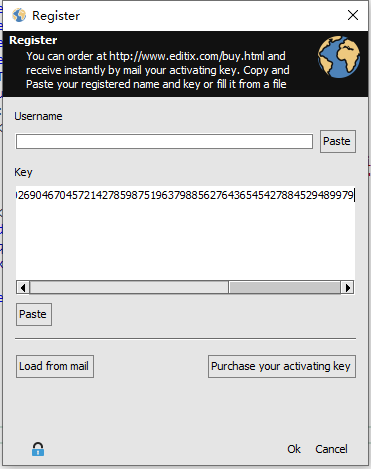 Register
Register
You can order at http://www.editix.com/buy.html and
receive instantly by mail your activating key. Copy and
Paste your registered name and key or fill it from a file
Username
Paste
Key
026904670457214278598751963798856276436545427884529489979
Paste
Load from mail
Purchase your activating key
Ok
Cancel